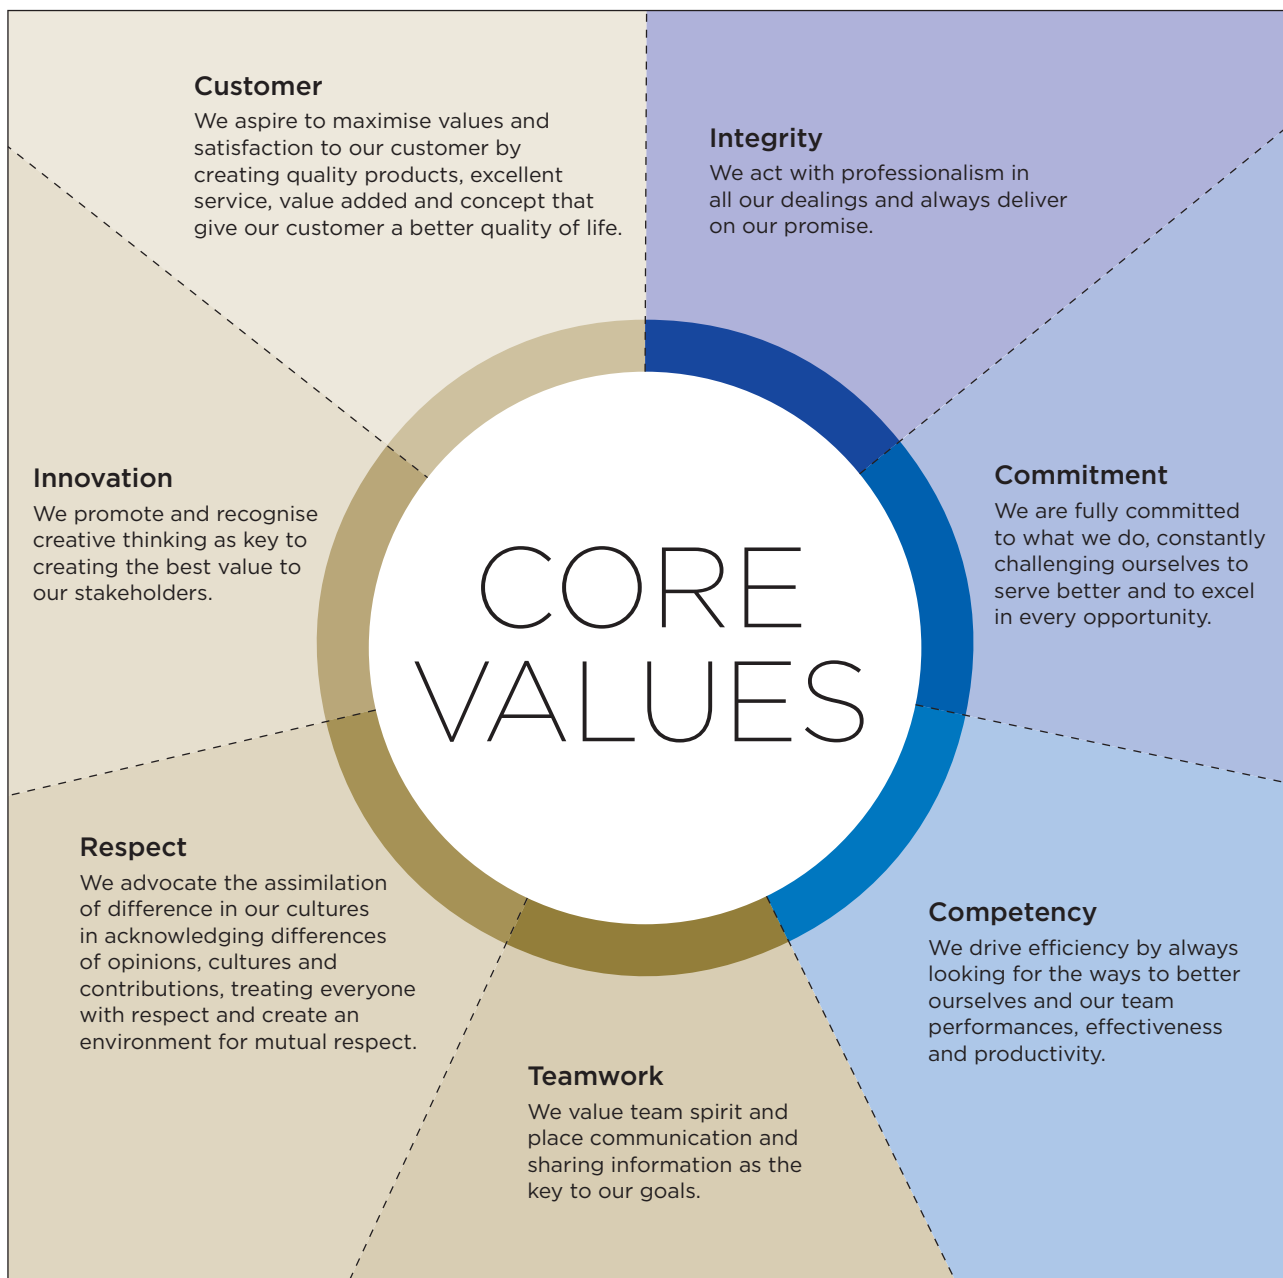 Customer
We aspire to maximise values and
satisfaction to our customer by
creating quality products, excellent
service, value added and concept that
give our customer a better quality of life.
Integrity
We act with professionalism in
all our dealings and always deliver
on our promise.
Innovation
We promote and recognise
creative thinking as key to
creating the best value to
our stakeholders.
CORE
VALUES
Commitment
We are fully committed
to what we do, constantly
challenging ourselves to
serve better and to excel
in every opportunity.
Respect
We advocate the assimilation
of difference in our cultures
in acknowledging differences
of opinions, cultures and
contributions, treating everyone
with respect and create an
environment for mutual respect.
Competency
We drive efficiency by always
looking for the ways to better
ourselves and our team
performances, effectiveness
and productivity.
Teamwork
We value team spirit and
place communication and
sharing information as the
key to our goals.